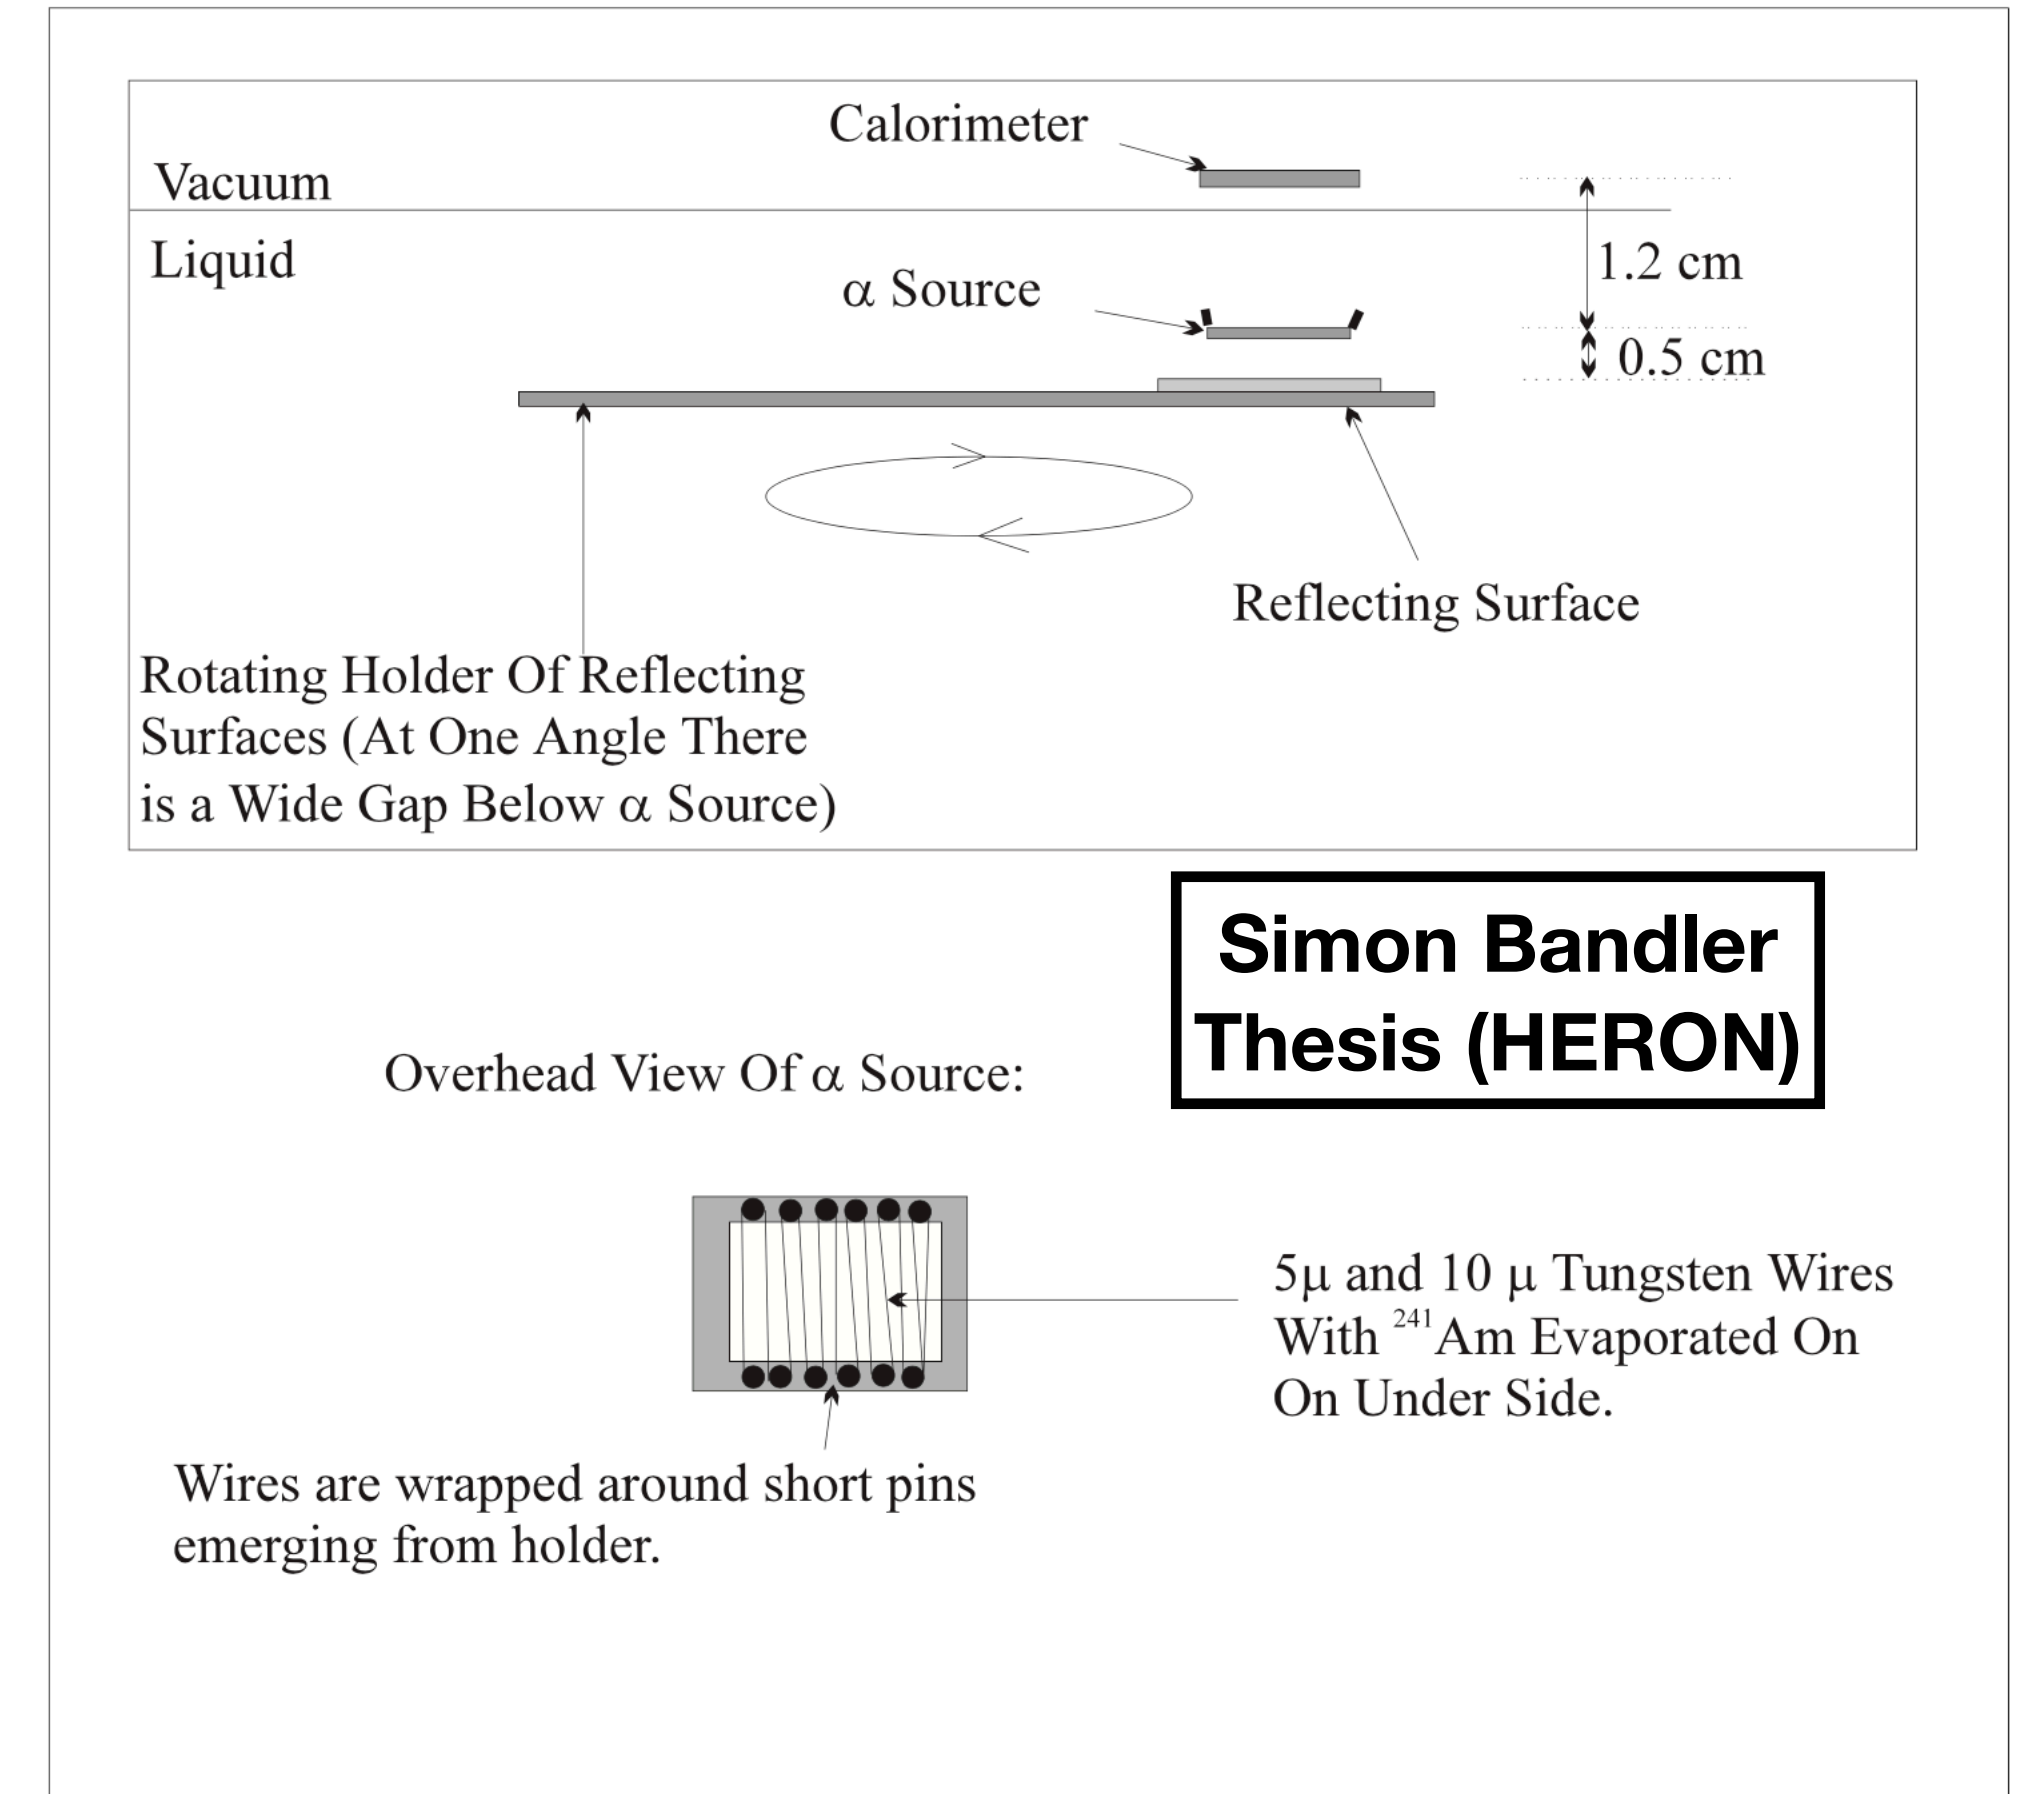 Calorimeter
Vacuum
Liquid
1.2 cm
α Source
0.5 cm
Reflecting Surface
Rotating Holder Of Reflecting
Surfaces (At One Angle There
is a Wide Gap Below α Source)
Simon Bandler
Thesis (HERON)
Overhead View Of α Source:
5μ and 10 μ Tungsten Wires
With ²⁴¹Am Evaporated On
On Under Side.
Wires are wrapped around short pins
emerging from holder.